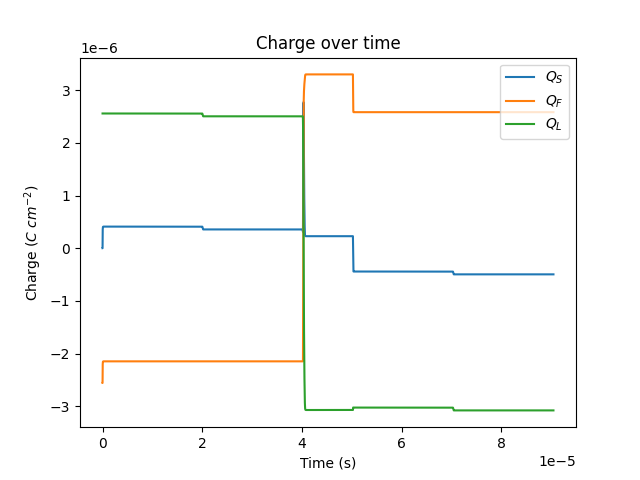 Charge over time
1e−6
3
2
1
0
−1
−2
−3
Charge (C cm⁻²)
Q_S
Q_F
Q_L
0 2 4 6 8
1e−5
Time (s)